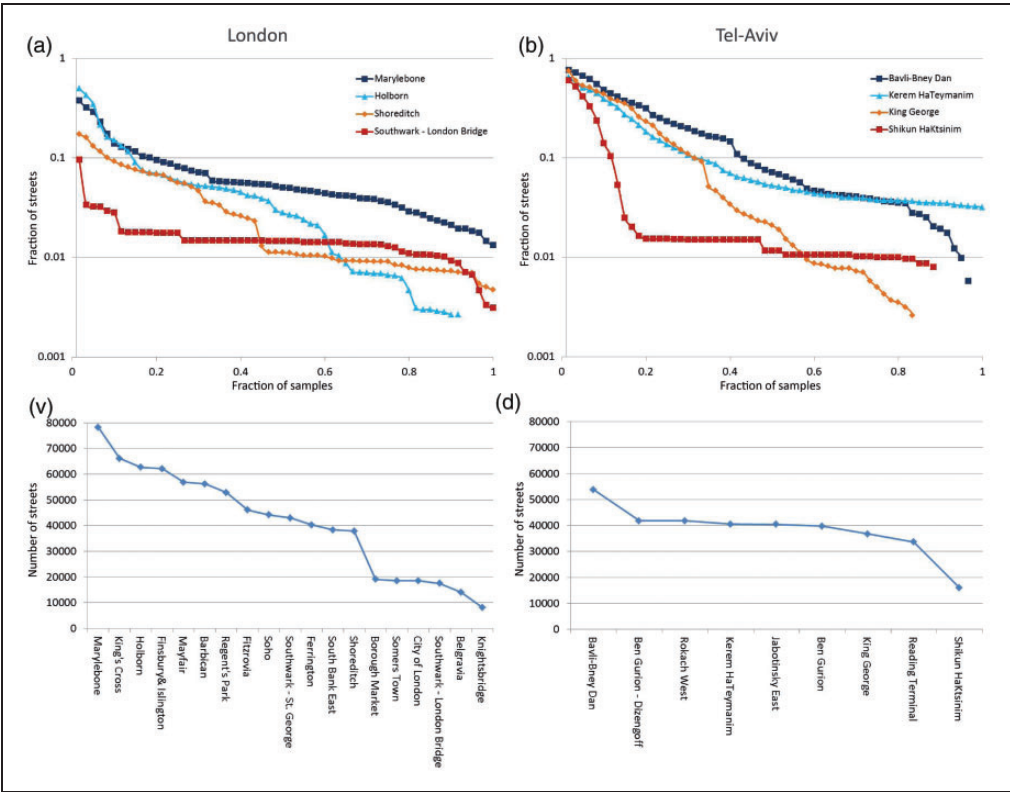 London
Tel-Aviv
(a)
(b)
1
0.1
0.01
0.001
Fraction of streets
0
0.2
0.4
0.6
0.8
1
Fraction of samples
Marylebone
Holborn
Shoreditch
Southwark - London Bridge
1
0.1
0.01
0.001
Fraction of streets
0
0.2
0.4
0.6
0.8
1
Fraction of samples
Bavli-Bney Dan
Kerem HaTeymanim
King George
Shikun HaKtsinim
(v)
(d)
80000
70000
60000
50000
40000
30000
20000
10000
0
Number of streets
Marylebone
King's Cross
Holborn
Finsbury& Islington
Mayfair
Barbican
Regent's Park
Fitzrovia
Soho
Southwark - St. George
Ferrington
South Bank East
Shoreditch
Borough Market
Somers Town
City of London
Southwark - London Bridge
Belgravia
Knightsbridge
80000
70000
60000
50000
40000
30000
20000
10000
0
Number of streets
Bavli-Bney Dan
Ben Gurion - Dizengoff
Rokach West
Kerem HaTeymanim
Jabotinsky East
Ben Gurion
King George
Reading Terminal
Shikun HaKtsinim